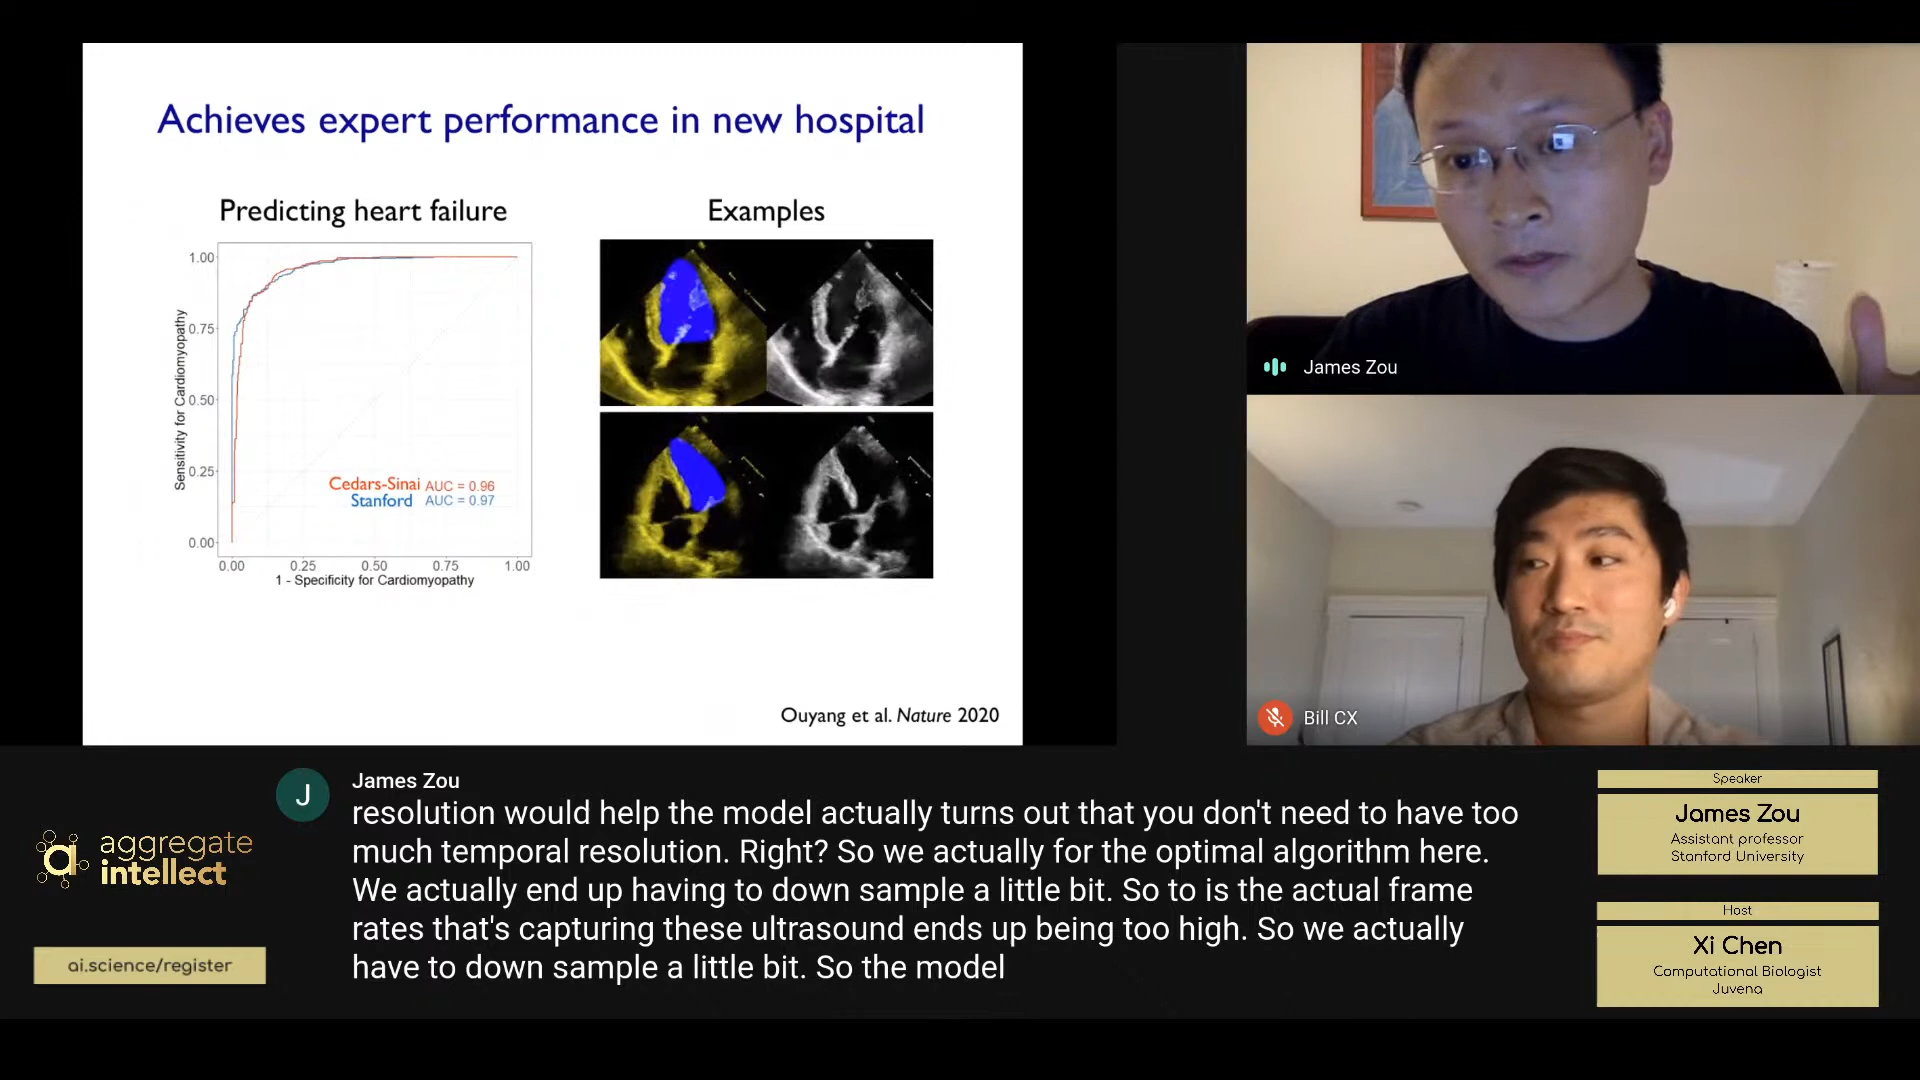 Achieves expert performance in new hospital
Predicting heart failure
Examples
Sensitivity for Cardiomyopathy
1.00
0.75
0.50
0.25
0.00
Cedars-Sinai AUC = 0.96
Stanford AUC = 0.97
0.00 0.25 0.50 0.75 1.00
1 - Specificity for Cardiomyopathy
Ouyang et al. Nature 2020
James Zou
Bill CX
J
James Zou
resolution would help the model actually turns out that you don't need to have too
much temporal resolution. Right? So we actually for the optimal algorithm here.
We actually end up having to down sample a little bit. So to is the actual frame
rates that's capturing these ultrasound ends up being too high. So we actually
have to down sample a little bit. So the model
a
aggregate
intellect
ai.science/register
Speaker
James Zou
Assistant professor
Stanford University
Host
Xi Chen
Computational Biologist
Juvena